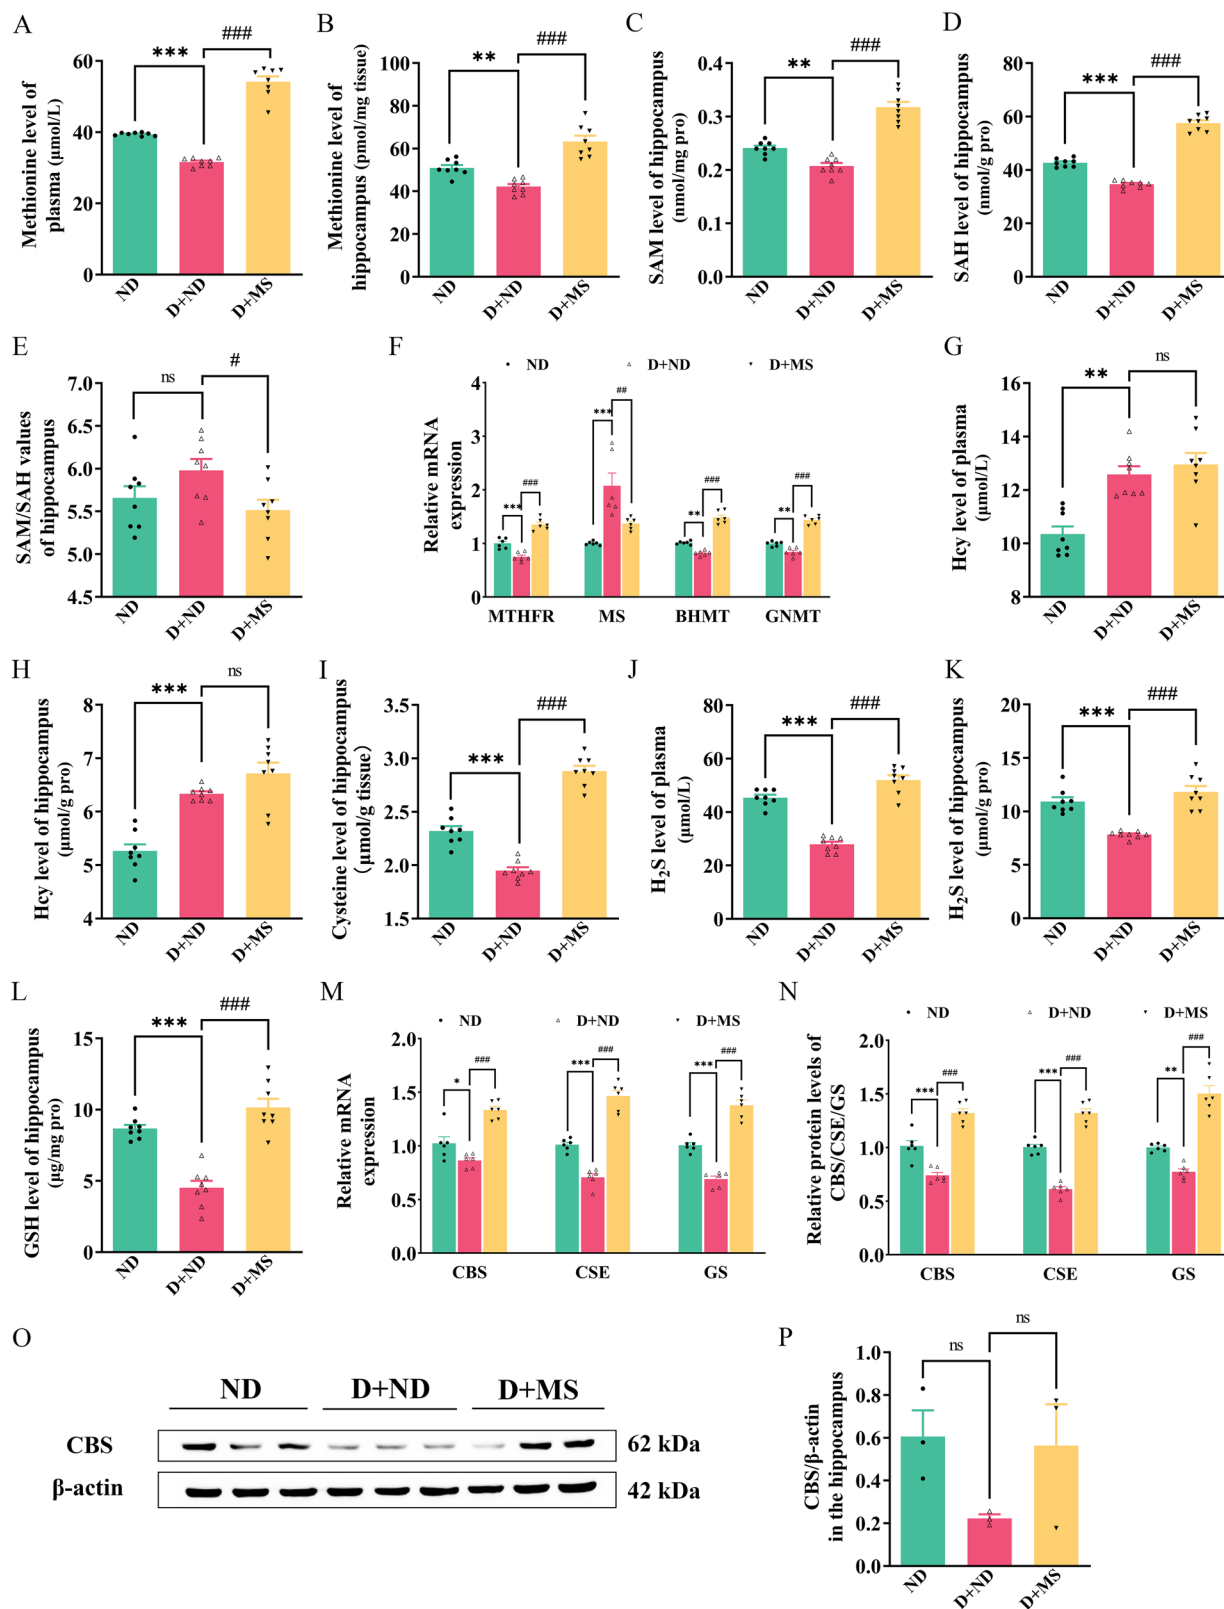 A
Methionine level of
plasma (μmol/L)
60
40
20
0
***
###
ND
D+ND
D+MS
B
Methionine level of
hippocampus (pmol/mg tissue)
100
80
60
40
20
0
**
###
ND
D+ND
D+MS
C
SAM level of hippocampus
(nmol/mg pro)
0.4
0.3
0.2
0.1
0.0
**
###
ND
D+ND
D+MS
D
SAH level of hippocampus
(nmol/g pro)
80
60
40
20
0
***
###
ND
D+ND
D+MS
E
SAM/SAH values
of hippocampus
7.0
6.5
6.0
5.5
5.0
4.5
ns
#
ND
D+ND
D+MS
F
ND D+ND D+MS
Relative mRNA
expression
4
3
2
1
0
*** ###
*** ##
** ###
** ###
MTHFR MS BHMT GNMT
G
Hcy level of plasma
(μmol/L)
16
14
12
10
8
**
ns
ND
D+ND
D+MS
H
Hcy level of hippocampus
(μmol/g pro)
8
7
6
5
4
***
ns
ND
D+ND
D+MS
I
Cysteine level of hippocampus
(μmol/g tissue)
3.5
3.0
2.5
2.0
1.5
***
###
ND
D+ND
D+MS
J
H₂S level of plasma
(μmol/L)
80
60
40
20
0
***
###
ND
D+ND
D+MS
K
H₂S level of hippocampus
(μmol/g pro)
20
15
10
5
0
***
###
ND
D+ND
D+MS
L
GSH level of hippocampus
(μg/mg pro)
15
10
5
0
***
###
ND
D+ND
D+MS
M
ND D+ND D+MS
Relative mRNA
expression
2.0
1.5
1.0
0.5
0.0
* ###
*** ###
*** ###
CBS CSE GS
N
ND D+ND D+MS
Relative protein levels of
CBS/CSE/GS
2.0
1.5
1.0
0.5
0.0
*** ###
*** ###
** ###
CBS CSE GS
O
ND D+ND D+MS
CBS 62 kDa
β-actin 42 kDa
P
CBS/β-actin
in the hippocampus
1.0
0.8
0.6
0.4
0.2
0.0
ns
ns
ND
D+ND
D+MS